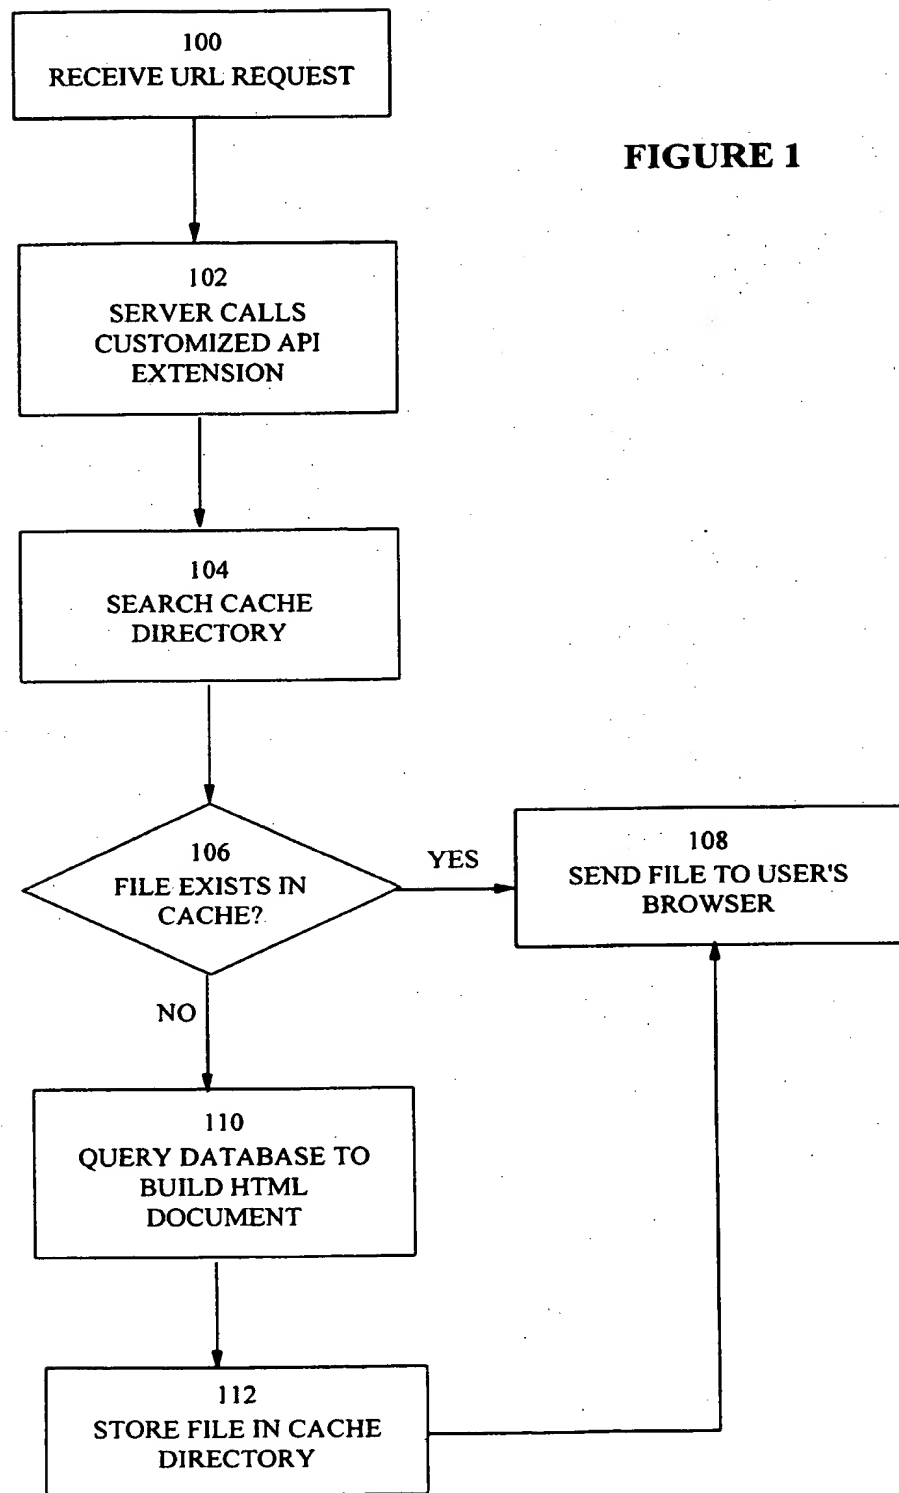 100
RECEIVE URL REQUEST
FIGURE 1
102
SERVER CALLS
CUSTOMIZED API
EXTENSION
104
SEARCH CACHE
DIRECTORY
106
FILE EXISTS IN
CACHE?
YES
108
SEND FILE TO USER'S
BROWSER
NO
110
QUERY DATABASE TO
BUILD HTML
DOCUMENT
112
STORE FILE IN CACHE
DIRECTORY